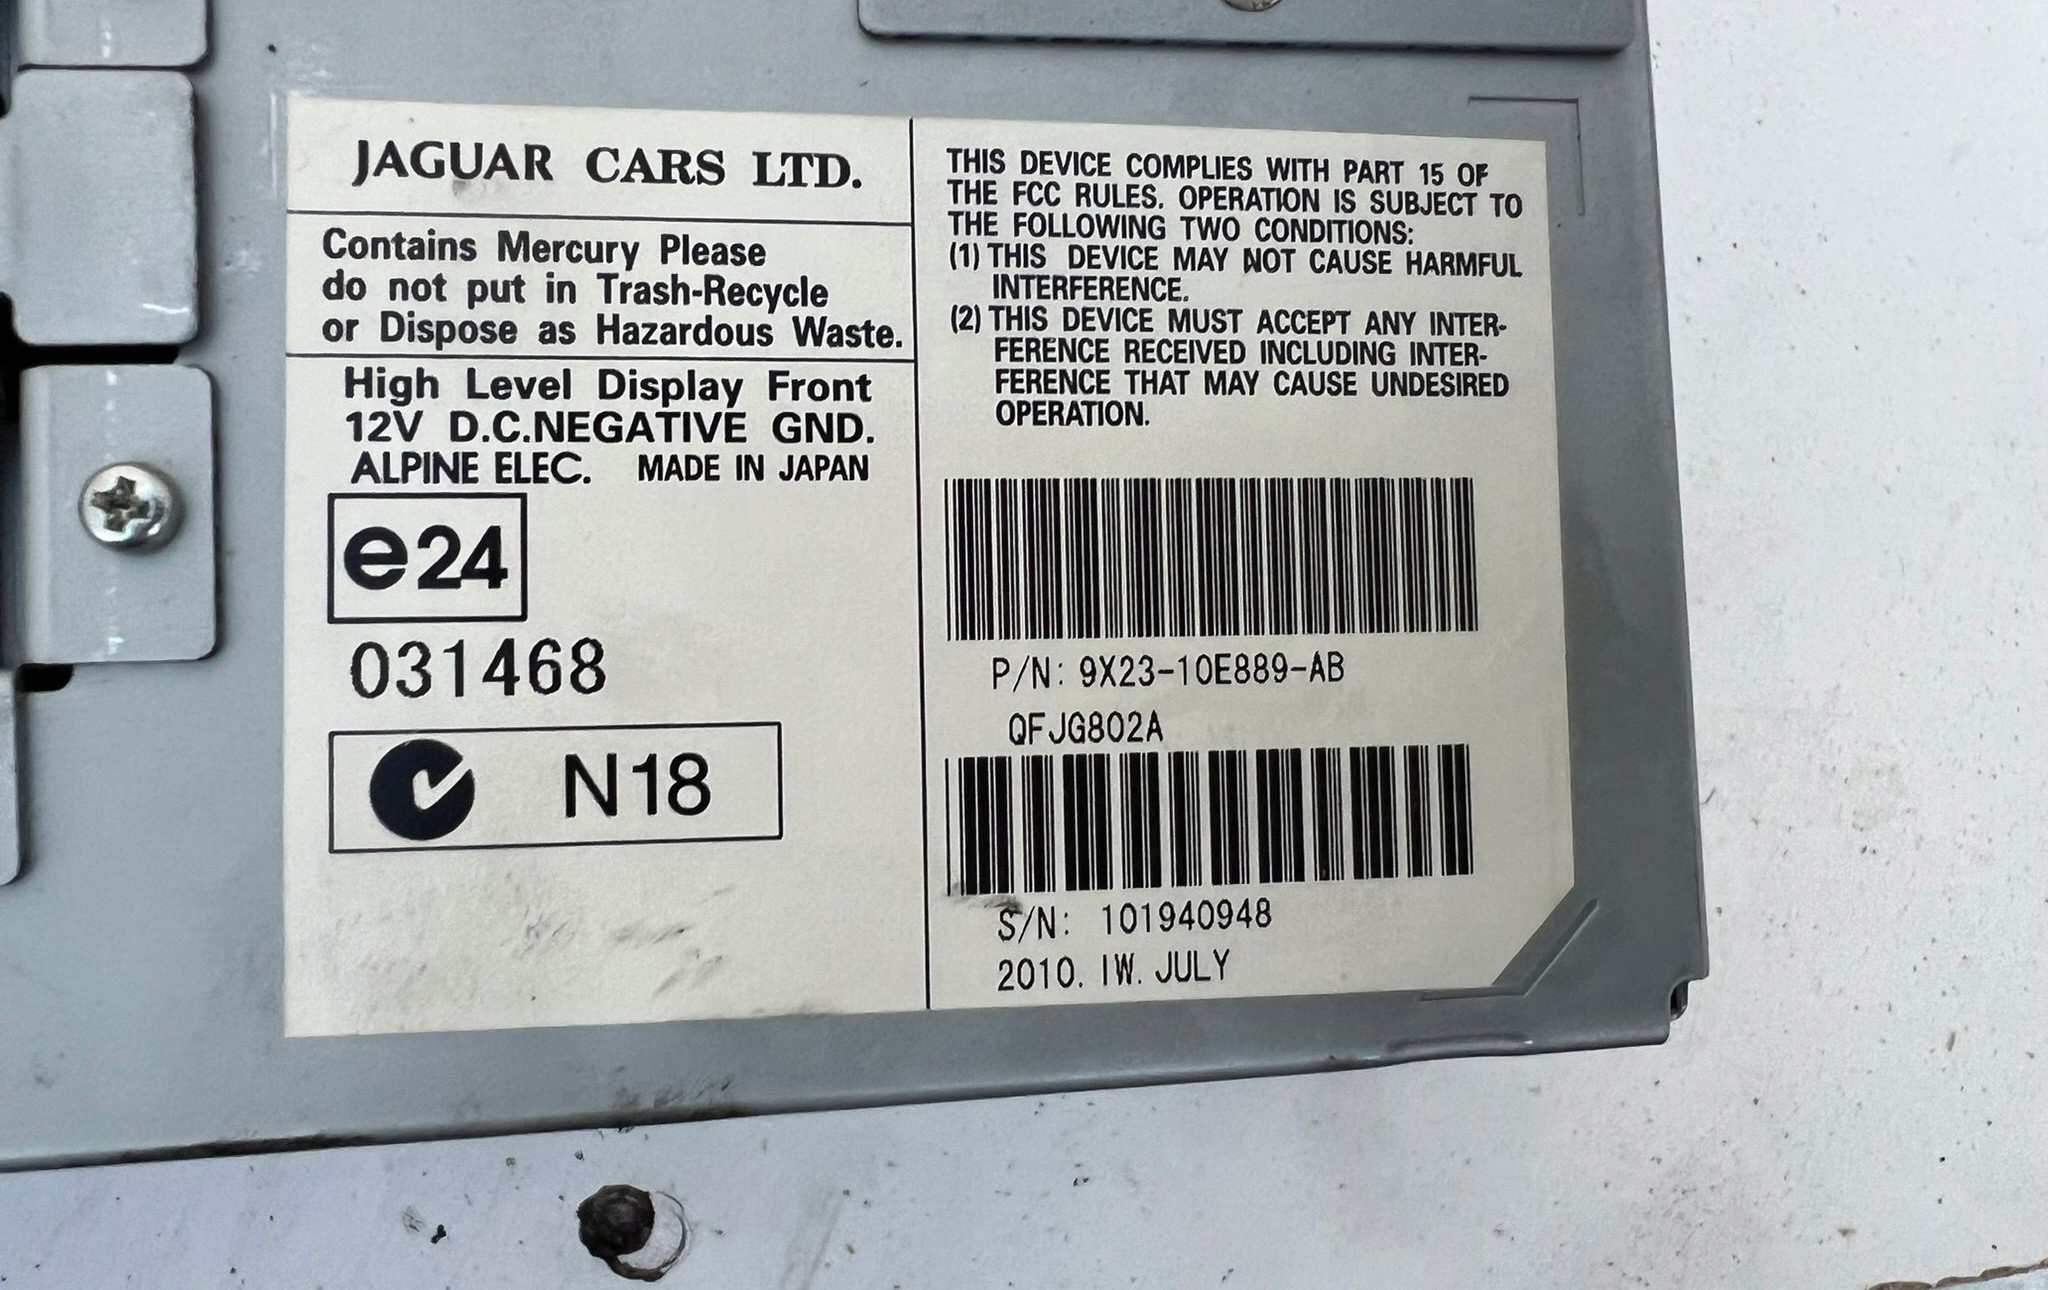 JAGUAR CARS LTD.
Contains Mercury Please
do not put in Trash-Recycle
or Dispose as Hazardous Waste.
High Level Display Front
12V D.C.NEGATIVE GND.
ALPINE ELEC. MADE IN JAPAN
e24
031468
N18
THIS DEVICE COMPLIES WITH PART 15 OF
THE FCC RULES. OPERATION IS SUBJECT TO
THE FOLLOWING TWO CONDITIONS:
(1) THIS DEVICE MAY NOT CAUSE HARMFUL
INTERFERENCE.
(2) THIS DEVICE MUST ACCEPT ANY INTER-
FERENCE RECEIVED INCLUDING INTER-
FERENCE THAT MAY CAUSE UNDESIRED
OPERATION.
P/N: 9X23-10E889-AB
QFJG802A
S/N: 101940948
2010. IW. JULY